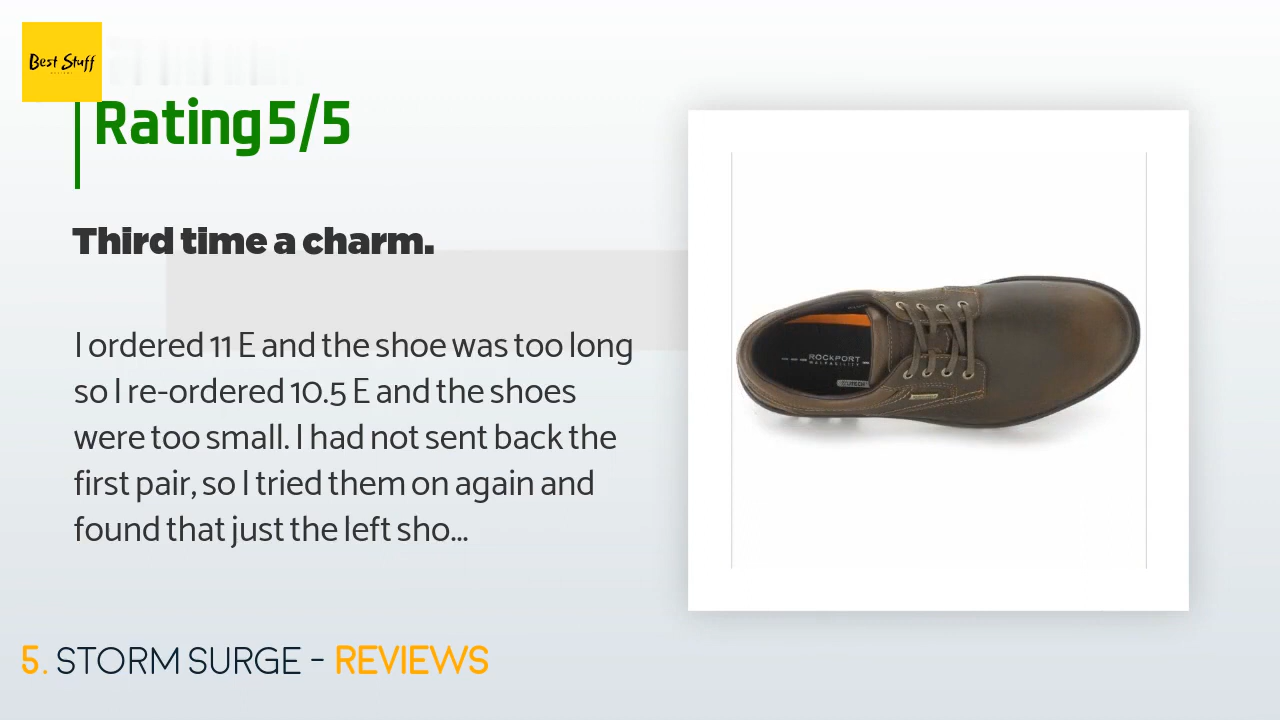 Best Stuff
Rating 5/5
Third time a charm.
I ordered 11 E and the shoe was too long
so I re-ordered 10.5 E and the shoes
were too small. I had not sent back the
first pair, so I tried them on again and
found that just the left sho...
ROCKPORT
WALKABILITY
5. STORM SURGE - REVIEWS